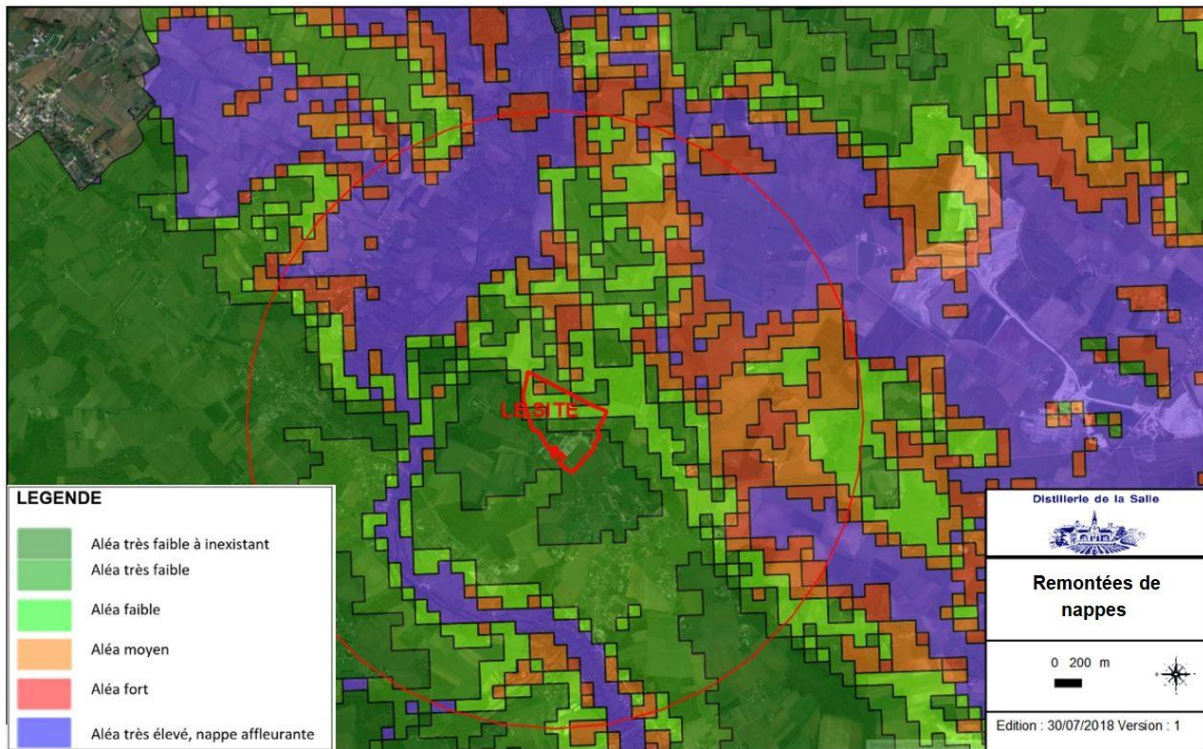 LE SITE
LEGENDE
Aléa très faible à inexistant
Aléa très faible
Aléa faible
Aléa moyen
Aléa fort
Aléa très élevé, nappe affleurante
Distillerie de la Salle
Remontées de
nappes
0 200 m
Edition : 30/07/2018 Version : 1